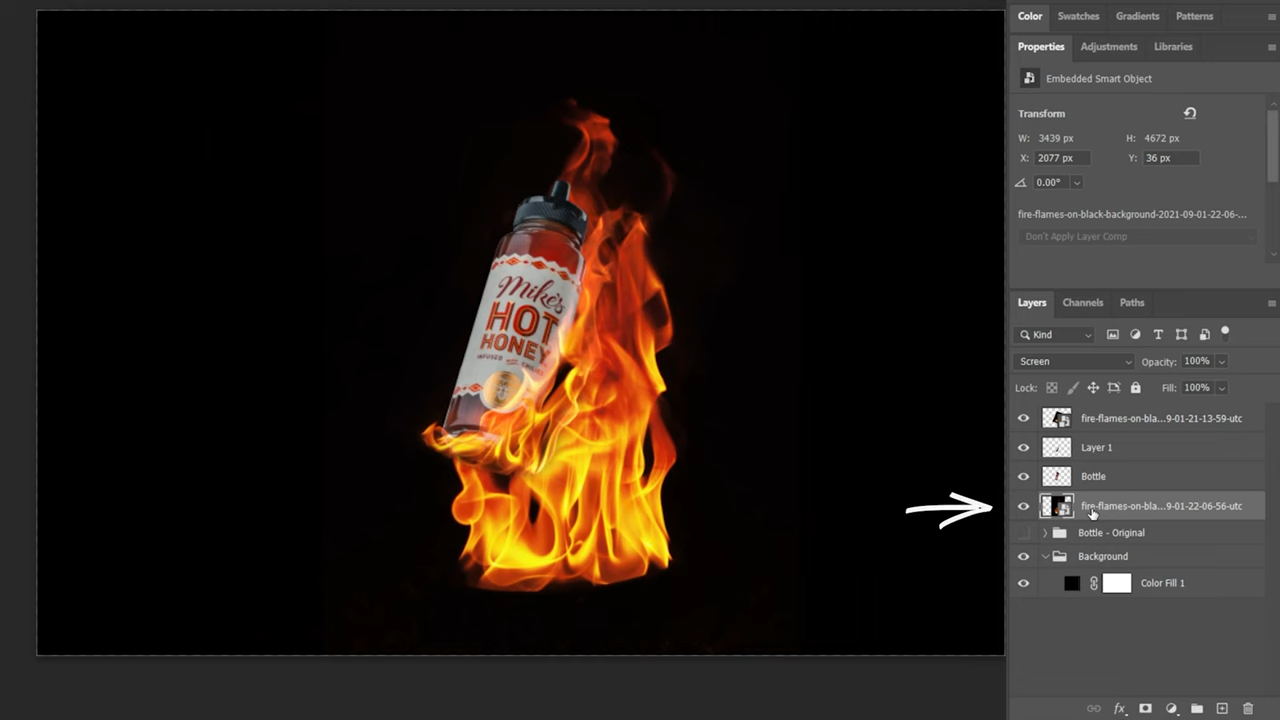 Color Swatches Gradients Patterns
Properties Adjustments Libraries
Embedded Smart Object
Transform
W: 3439 px H: 4672 px
X: 2077 px Y: 36 px
0.00°
fire-flames-on-black-background-2021-09-01-22-06-...
Don't Apply Layer Comp
Layers Channels Paths
Kind
Screen Opacity: 100%
Lock: Fill: 100%
fire-flames-on-bla...9-01-21-13-59-utc
Layer 1
Bottle
fire-flames-on-bla...9-01-22-06-56-utc
Bottle - Original
Background
Color Fill 1
fx
Mike's
HOT
HONEY
INFUSED